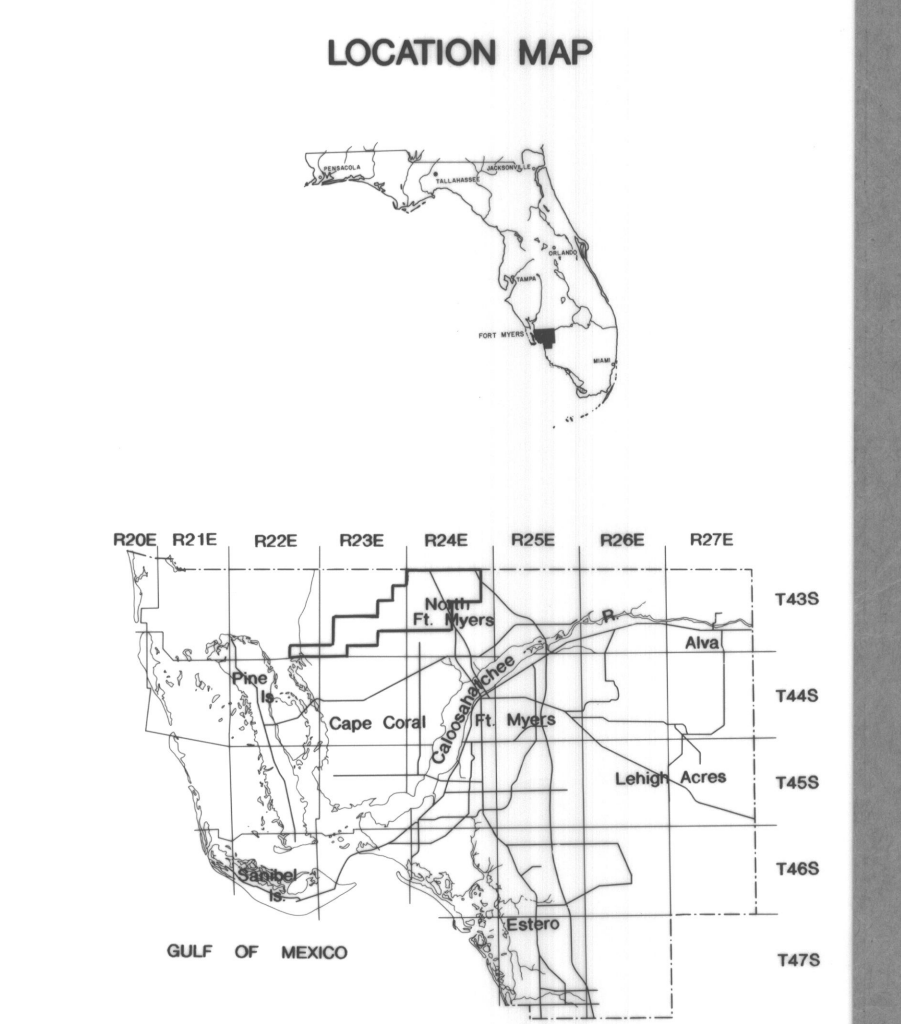 LOCATION MAP
PENSACOLA
TALLAHASSEE
JACKSONVILLE
ORLANDO
TAMPA
FORT MYERS
MIAMI
R20E R21E R22E R23E R24E R25E R26E R27E
T43S
North
Ft. Myers
R.
Alva
Pine
Is.
T44S
Caloosahatchee
Cape Coral
Ft. Myers
Lehigh Acres
T45S
Sanibel
Is.
T46S
Estero
GULF OF MEXICO
T47S